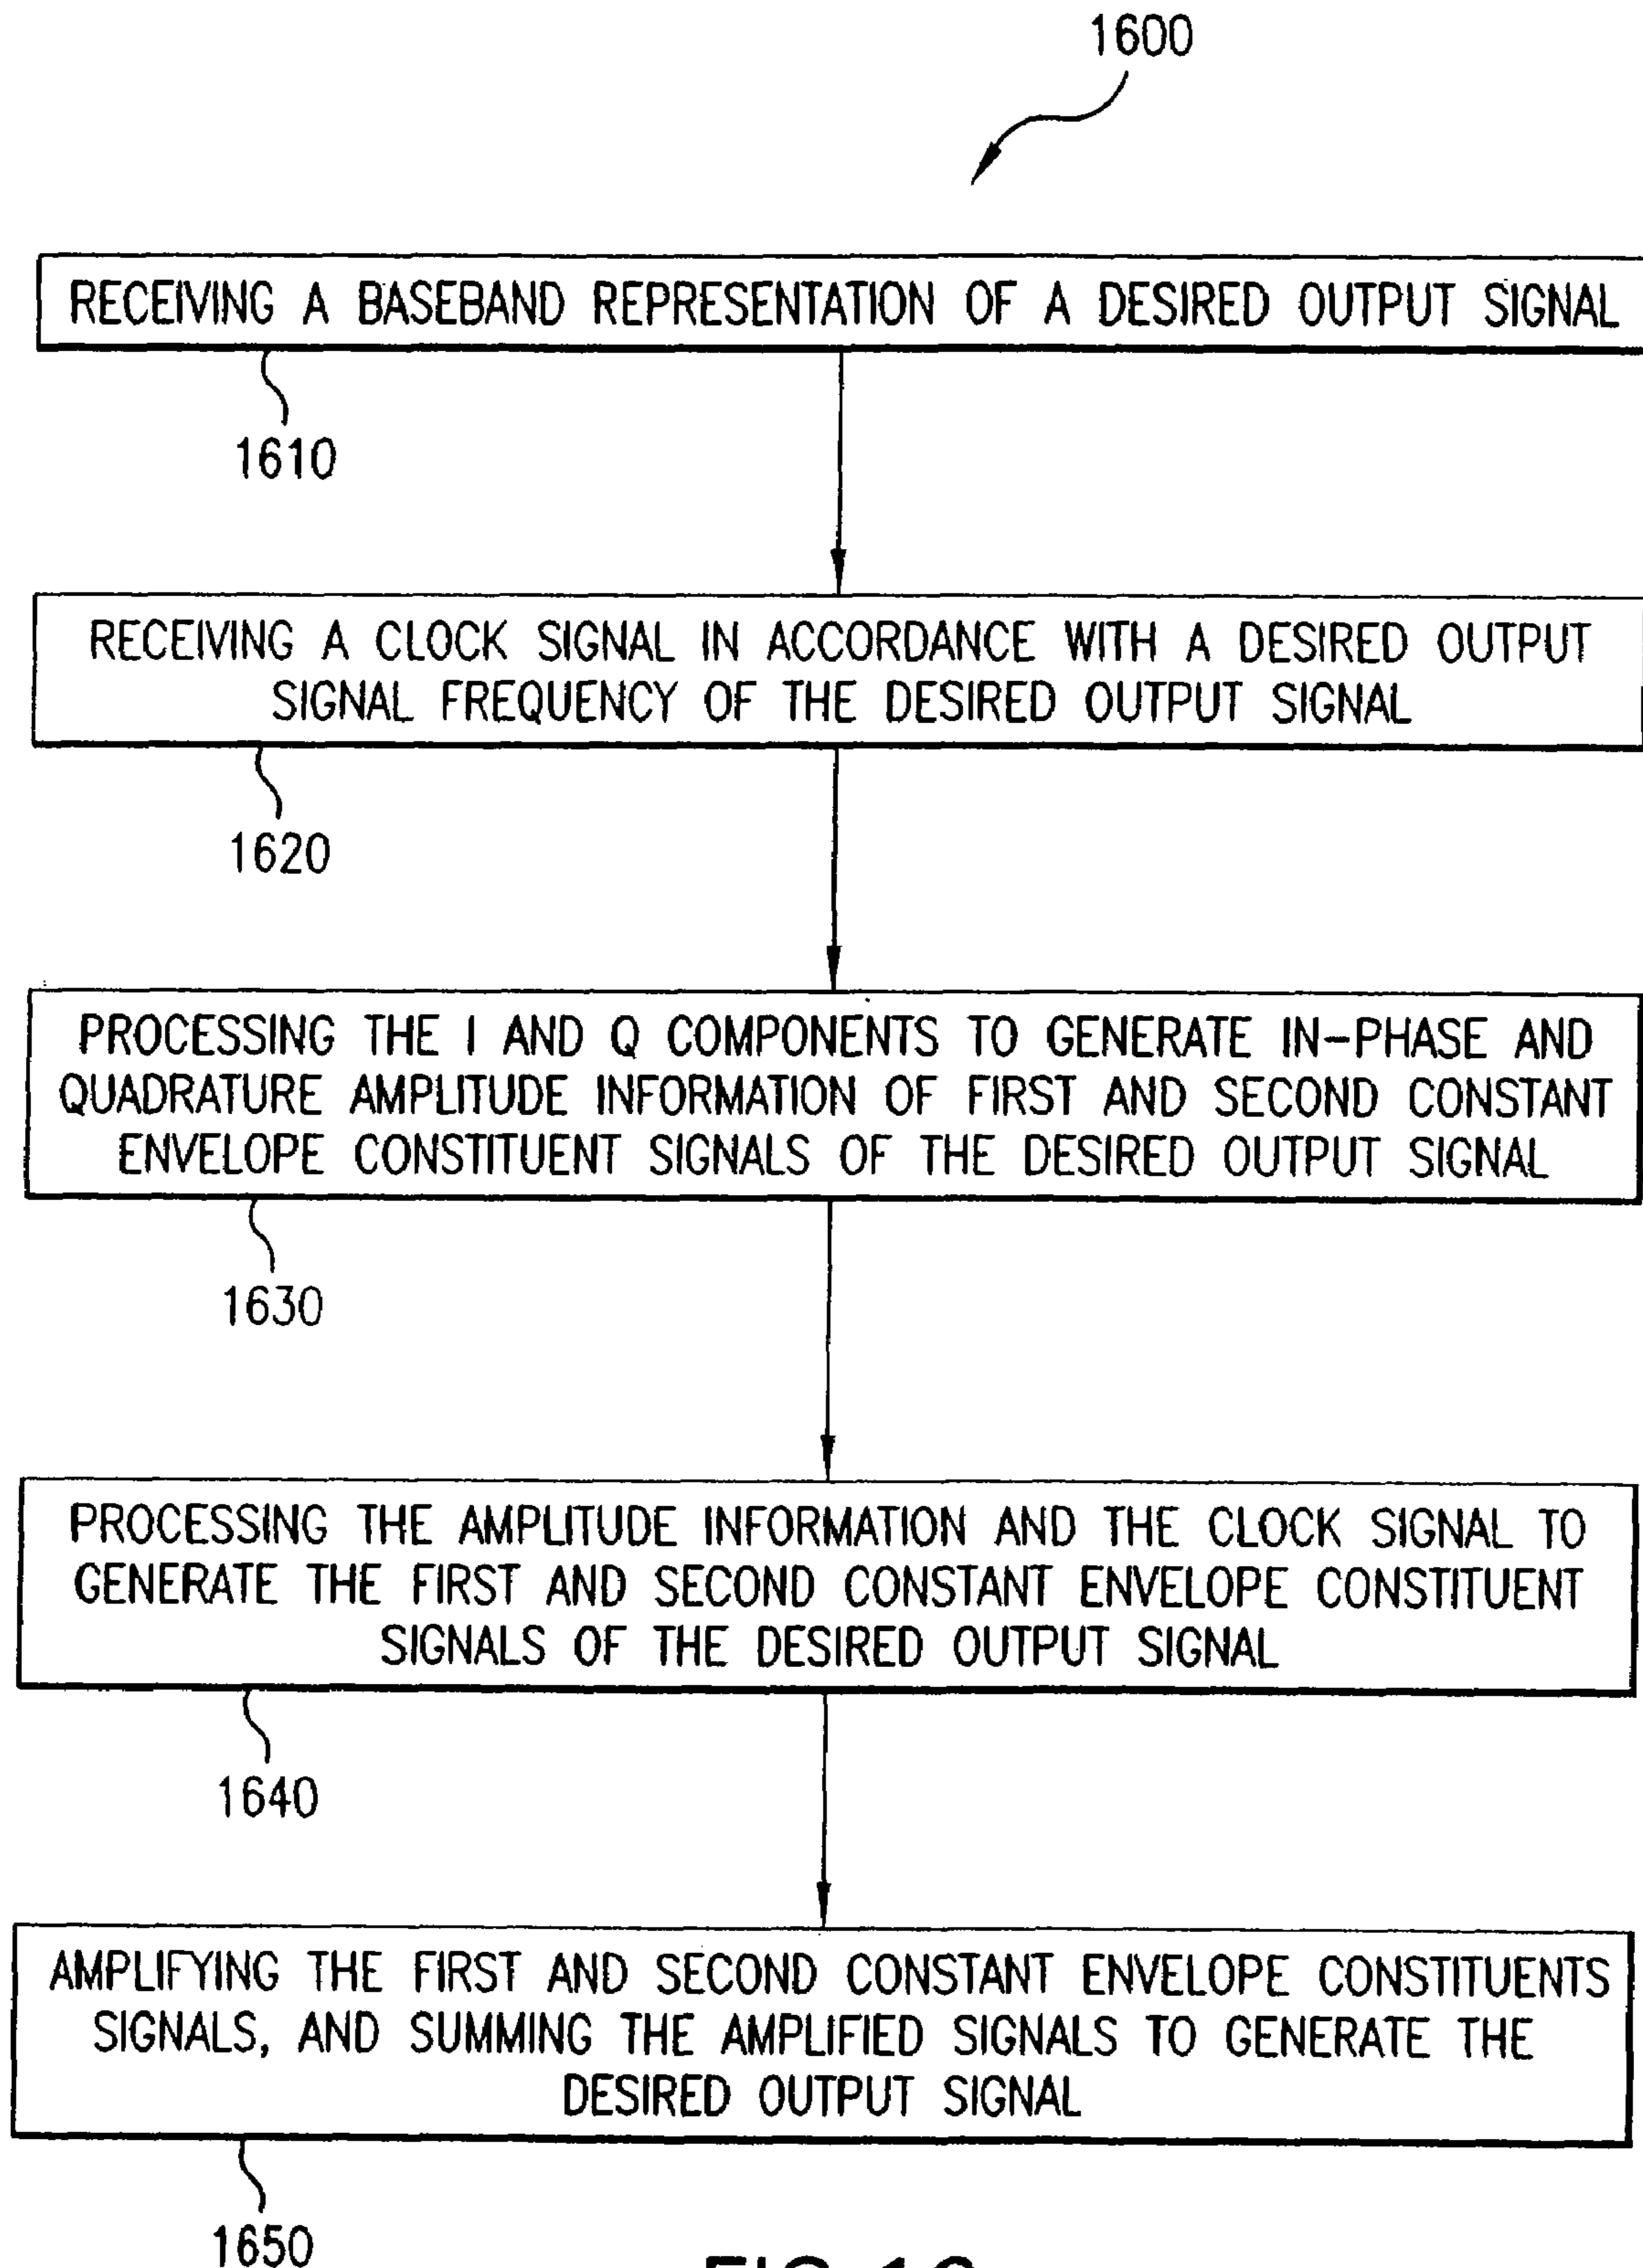 1600
RECEIVING A BASEBAND REPRESENTATION OF A DESIRED OUTPUT SIGNAL
1610
RECEIVING A CLOCK SIGNAL IN ACCORDANCE WITH A DESIRED OUTPUT
SIGNAL FREQUENCY OF THE DESIRED OUTPUT SIGNAL
1620
PROCESSING THE I AND Q COMPONENTS TO GENERATE IN-PHASE AND
QUADRATURE AMPLITUDE INFORMATION OF FIRST AND SECOND CONSTANT
ENVELOPE CONSTITUENT SIGNALS OF THE DESIRED OUTPUT SIGNAL
1630
PROCESSING THE AMPLITUDE INFORMATION AND THE CLOCK SIGNAL TO
GENERATE THE FIRST AND SECOND CONSTANT ENVELOPE CONSTITUENT
SIGNALS OF THE DESIRED OUTPUT SIGNAL
1640
AMPLIFYING THE FIRST AND SECOND CONSTANT ENVELOPE CONSTITUENTS
SIGNALS, AND SUMMING THE AMPLIFIED SIGNALS TO GENERATE THE
DESIRED OUTPUT SIGNAL
1650